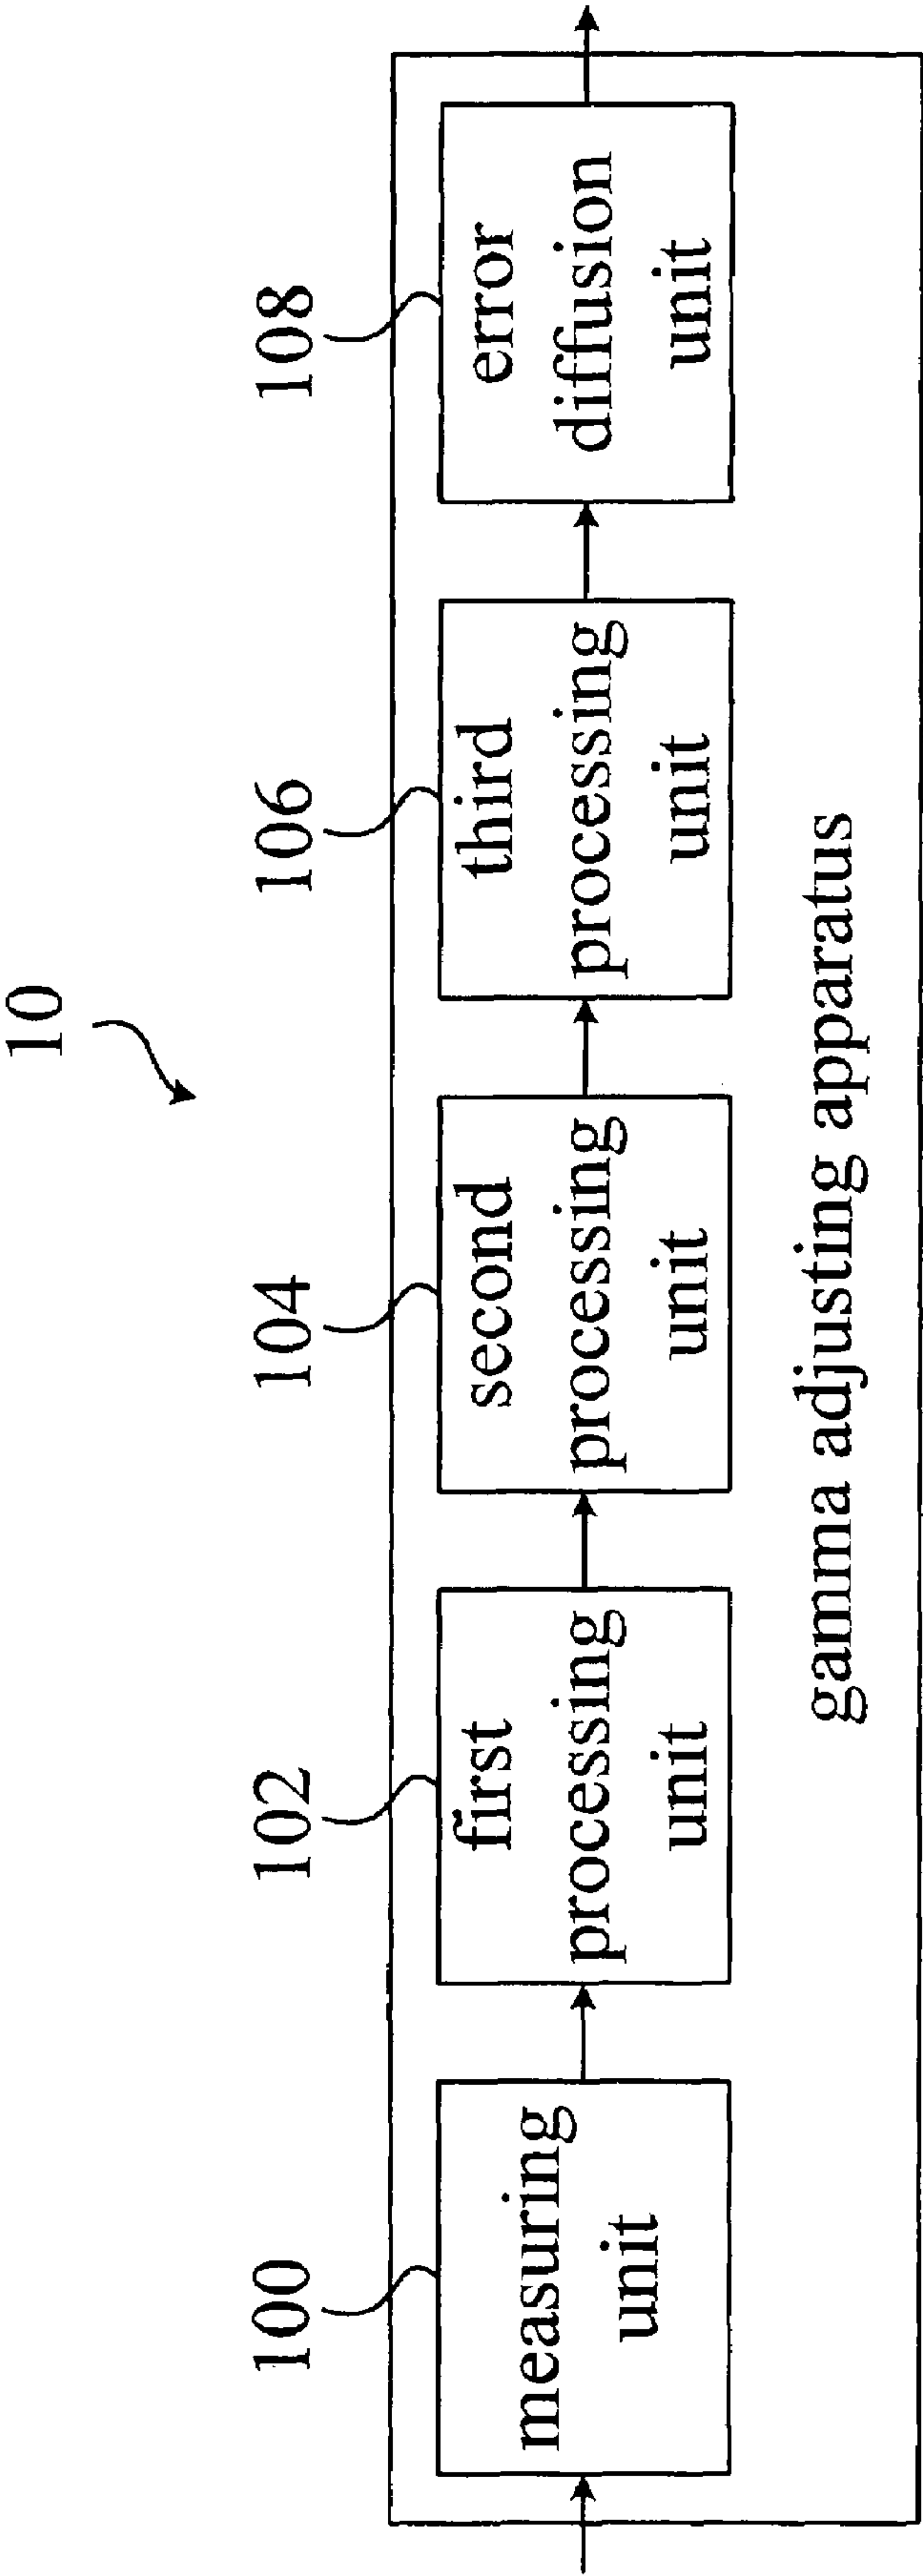 10
100
102
104
106
108
measuring
unit
first
processing
unit
second
processing
unit
third
processing
unit
error
diffusion
unit
gamma adjusting apparatus